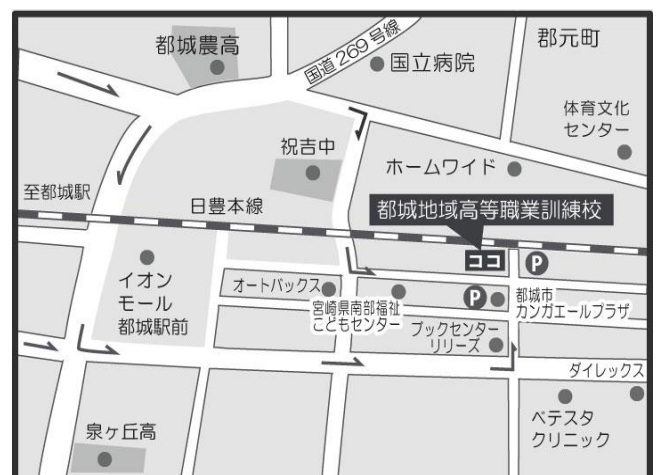 都城農高
国道269号線
国立病院
郡元町
体育文化
センター
祝吉中
ホームワイド
至都城駅
日豊本線
都城地域高等職業訓練校
ココ
P
イオン
モール
都城駅前
オートバックス
宮崎県南部福祉
こどもセンター
P
都城市
カンガエールプラザ
ブックセンター
リリーズ
ダイレックス
泉ヶ丘高
ベテスタ
クリニック